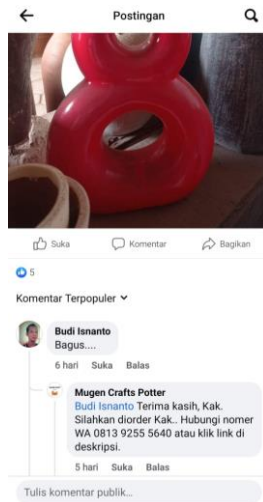 Postingan
Suka Komentar Bagikan
5
Komentar Terpopuler
Budi Isnanto
Bagus....
6 hari Suka Balas
Mugen Crafts Potter
Budi Isnanto Terima kasih, Kak.
Silahkan diorder Kak.. Hubungi nomer
WA 0813 9255 5640 atau klik link di
deskripsi.
5 hari Suka Balas
Tulis komentar publik...